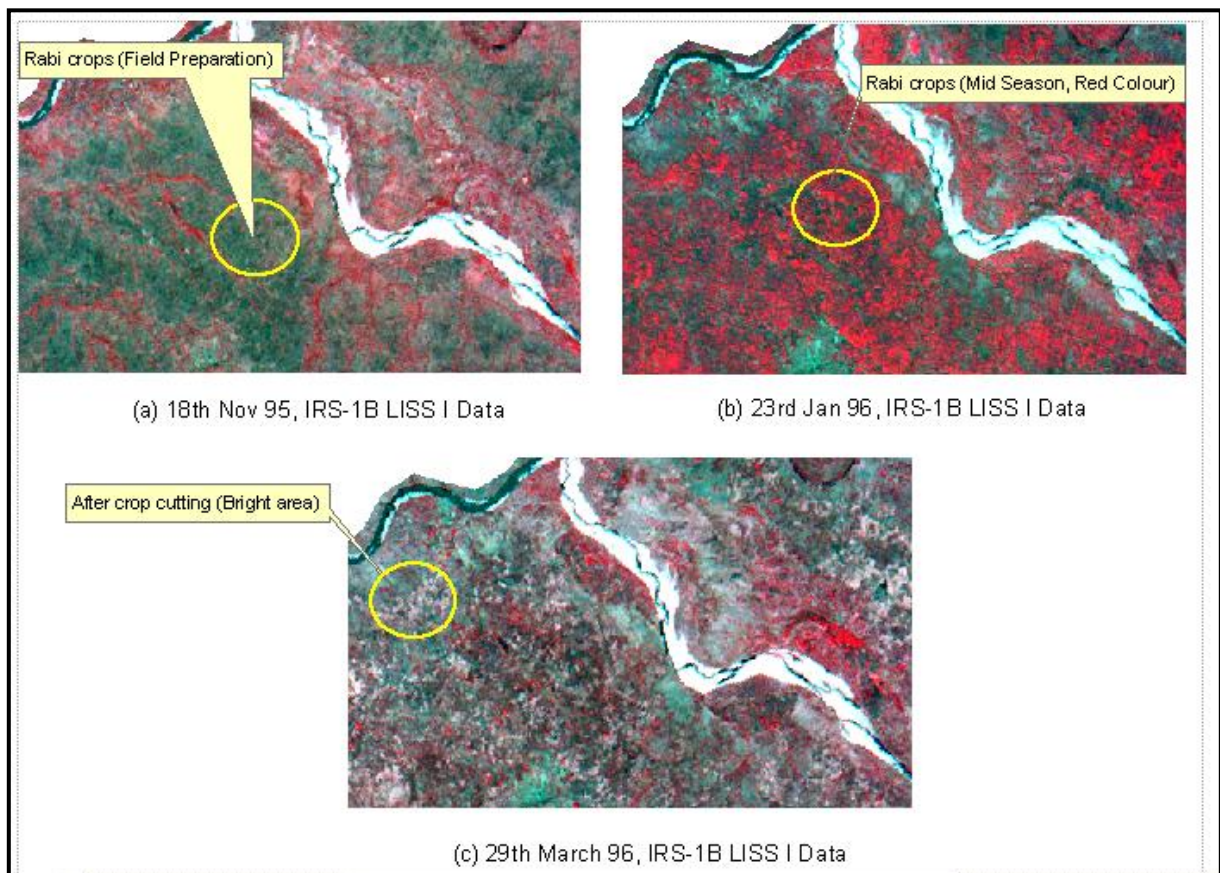 Rabi crops (Field Preparation)
Rabi crops (Mid Season, Red Colour)
(a) 18th Nov 95, IRS-1B LISS I Data
(b) 23rd Jan 96, IRS-1B LISS I Data
After crop cutting (Bright area)
(c) 29th March 96, IRS-1B LISS I Data